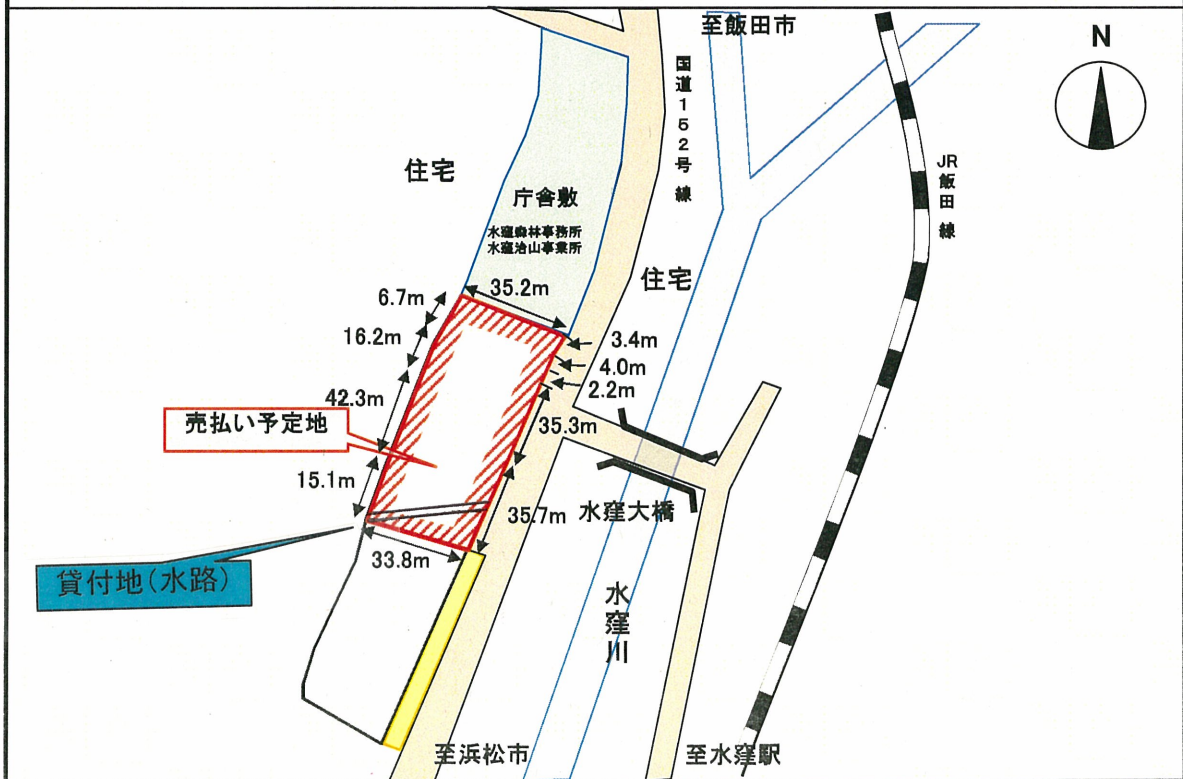 至飯田市
N
国道152号線
JR飯田線
住宅
庁舎敷
水窪森林事務所
水窪治山事業所
住宅
35.2m
6.7m
16.2m
3.4m
4.0m
2.2m
42.3m
売払い予定地
35.3m
15.1m
35.7m
水窪大橋
33.8m
貸付地(水路)
水窪川
至浜松市
至水窪駅